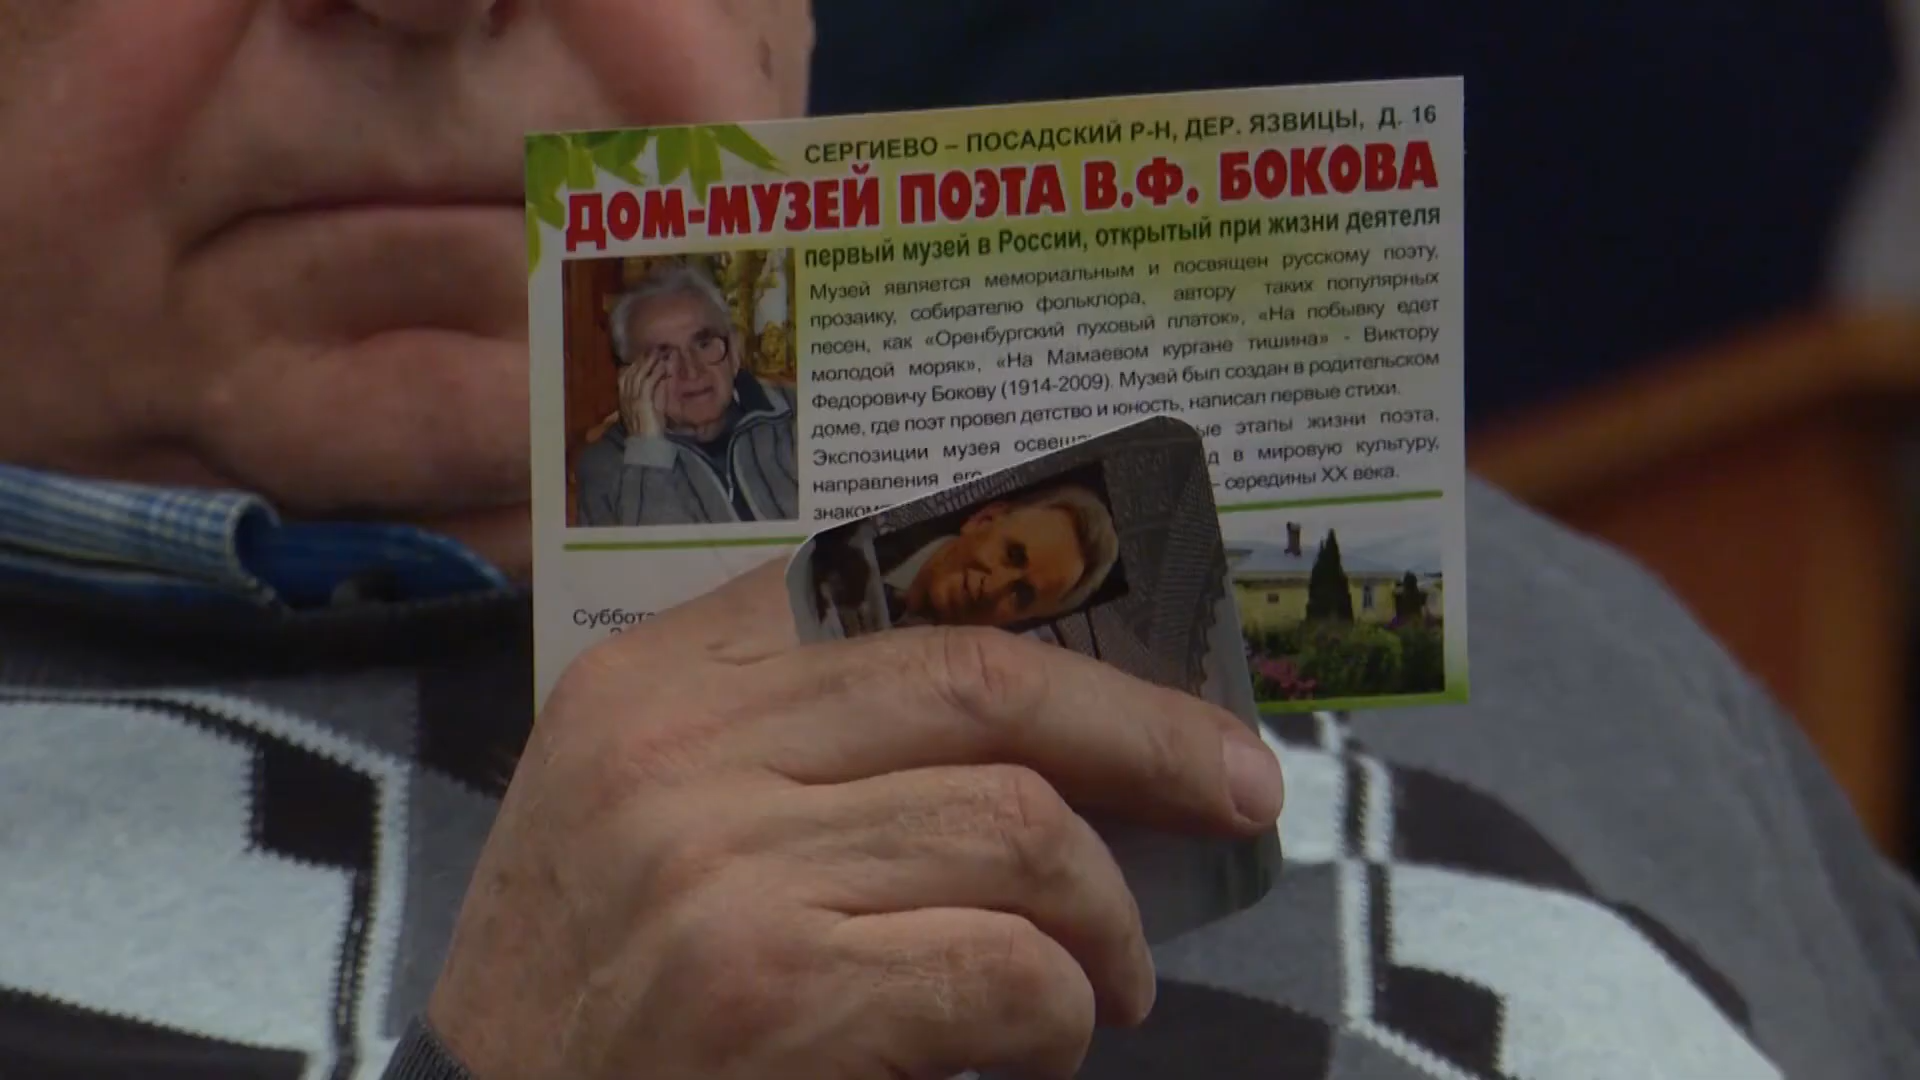 СЕРГИЕВО – ПОСАДСКИЙ Р-Н, ДЕР. ЯЗВИЦЫ, Д. 16
ДОМ-МУЗЕЙ ПОЭТА В.Ф. БОКОВА
первый музей в России, открытый при жизни деятеля
Музей является мемориальным и посвящен русскому поэту,
прозаику, собирателю фольклора, автору таких популярных
песен, как «Оренбургский пуховый платок», «На побывку едет
молодой моряк», «На Мамаевом кургане тишина» - Виктору
Федоровичу Бокову (1914-2009). Музей был создан в родительском
доме, где поэт провел детство и юность, написал первые стихи.
Экспозиции музея этапы жизни поэта,
направления в мировую культуру,
– середины XX века.